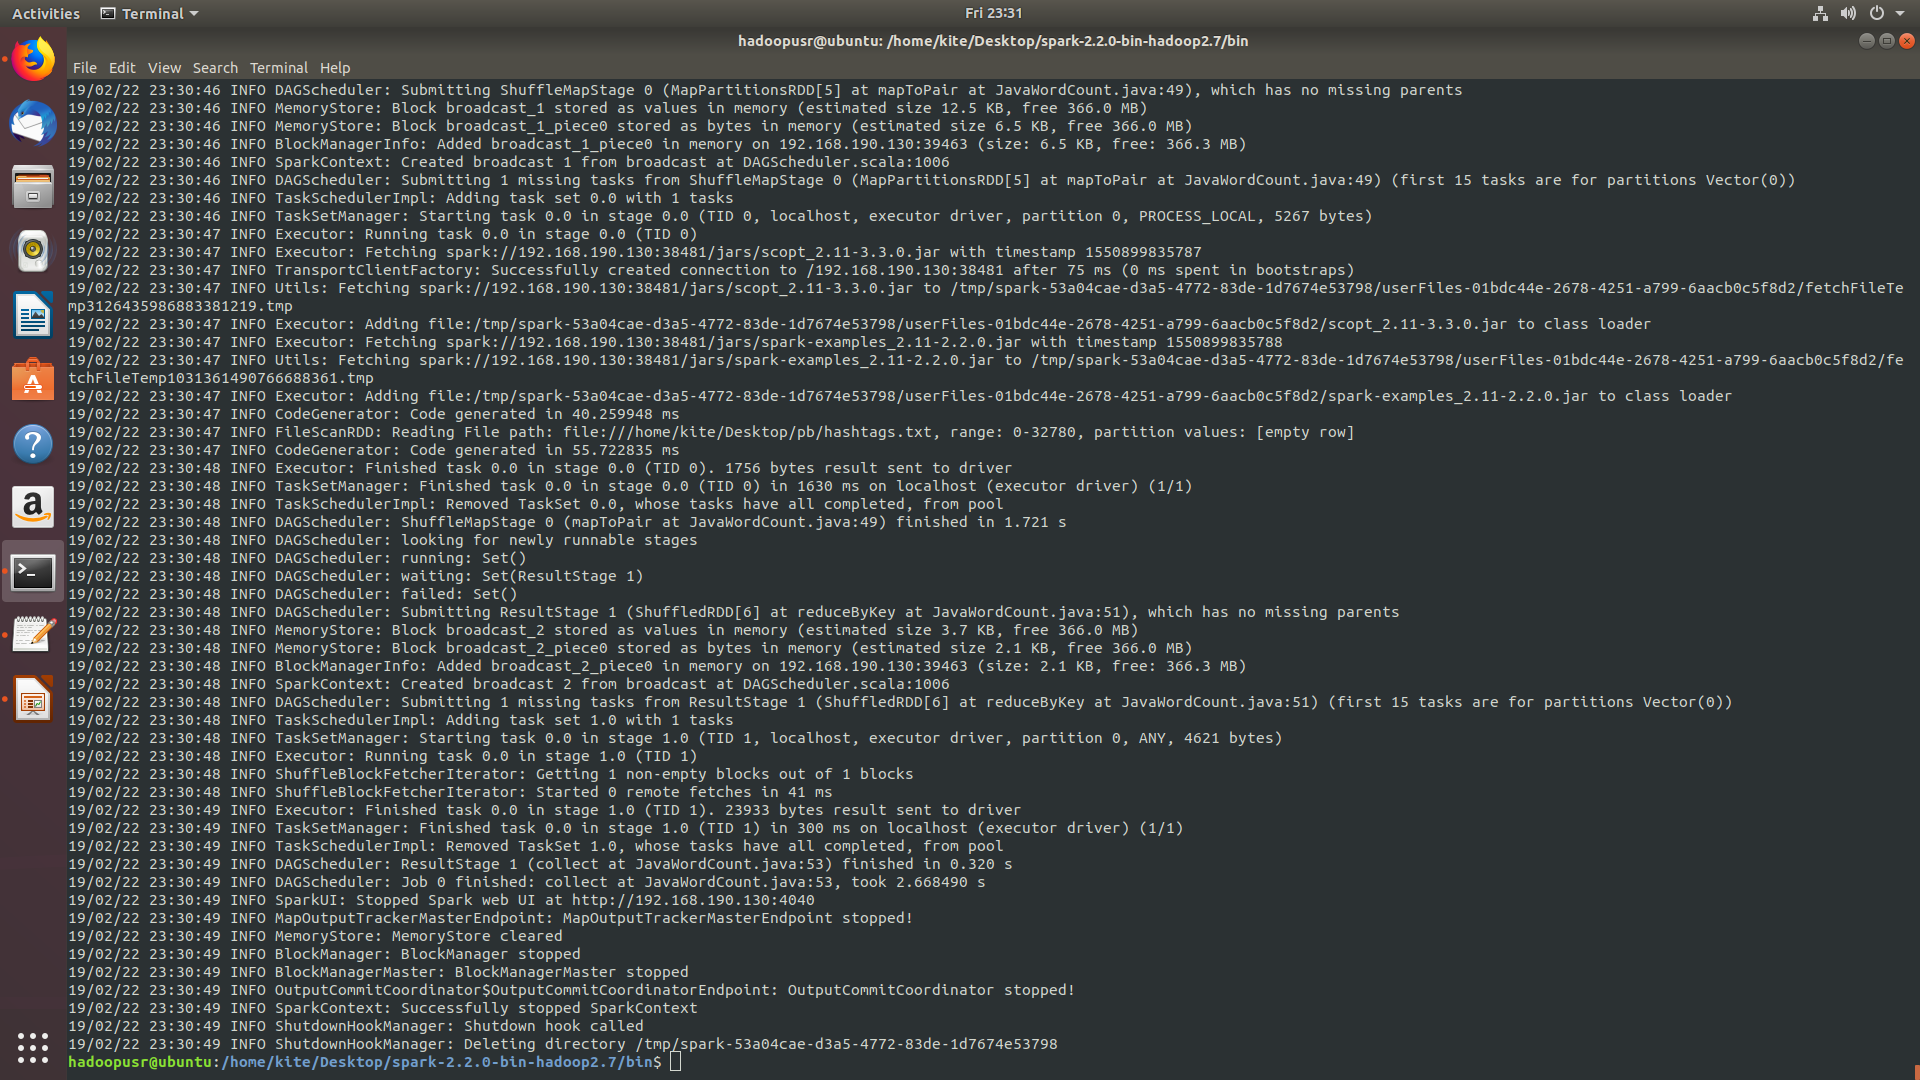 Activities Terminal Fri 23:31
hadoopusr@ubuntu: /home/kite/Desktop/spark-2.2.0-bin-hadoop2.7/bin
File Edit View Search Terminal Help
19/02/22 23:30:46 INFO DAGScheduler: Submitting ShuffleMapStage 0 (MapPartitionsRDD[5] at mapToPair at JavaWordCount.java:49), which has no missing parents
19/02/22 23:30:46 INFO MemoryStore: Block broadcast_1 stored as values in memory (estimated size 12.5 KB, free 366.0 MB)
19/02/22 23:30:46 INFO MemoryStore: Block broadcast_1_piece0 stored as bytes in memory (estimated size 6.5 KB, free 366.0 MB)
19/02/22 23:30:46 INFO BlockManagerInfo: Added broadcast_1_piece0 in memory on 192.168.190.130:39463 (size: 6.5 KB, free: 366.3 MB)
19/02/22 23:30:46 INFO SparkContext: Created broadcast 1 from broadcast at DAGScheduler.scala:1006
19/02/22 23:30:46 INFO DAGScheduler: Submitting 1 missing tasks from ShuffleMapStage 0 (MapPartitionsRDD[5] at mapToPair at JavaWordCount.java:49) (first 15 tasks are for partitions Vector(0))
19/02/22 23:30:46 INFO TaskSchedulerImpl: Adding task set 0.0 with 1 tasks
19/02/22 23:30:46 INFO TaskSetManager: Starting task 0.0 in stage 0.0 (TID 0, localhost, executor driver, partition 0, PROCESS_LOCAL, 5267 bytes)
19/02/22 23:30:47 INFO Executor: Running task 0.0 in stage 0.0 (TID 0)
19/02/22 23:30:47 INFO Executor: Fetching spark://192.168.190.130:38481/jars/scopt_2.11-3.3.0.jar with timestamp 1550899835787
19/02/22 23:30:47 INFO TransportClientFactory: Successfully created connection to /192.168.190.130:38481 after 75 ms (0 ms spent in bootstraps)
19/02/22 23:30:47 INFO Utils: Fetching spark://192.168.190.130:38481/jars/scopt_2.11-3.3.0.jar to /tmp/spark-53a04cae-d3a5-4772-83de-1d7674e53798/userFiles-01bdc44e-2678-4251-a799-6aacb0c5f8d2/fetchFileTe
mp3126435986883381219.tmp
19/02/22 23:30:47 INFO Executor: Adding file:/tmp/spark-53a04cae-d3a5-4772-83de-1d7674e53798/userFiles-01bdc44e-2678-4251-a799-6aacb0c5f8d2/scopt_2.11-3.3.0.jar to class loader
19/02/22 23:30:47 INFO Executor: Fetching spark://192.168.190.130:38481/jars/spark-examples_2.11-2.2.0.jar with timestamp 1550899835788
19/02/22 23:30:47 INFO Utils: Fetching spark://192.168.190.130:38481/jars/spark-examples_2.11-2.2.0.jar to /tmp/spark-53a04cae-d3a5-4772-83de-1d7674e53798/userFiles-01bdc44e-2678-4251-a799-6aacb0c5f8d2/fe
tchFileTemp1031361490766688361.tmp
19/02/22 23:30:47 INFO Executor: Adding file:/tmp/spark-53a04cae-d3a5-4772-83de-1d7674e53798/userFiles-01bdc44e-2678-4251-a799-6aacb0c5f8d2/spark-examples_2.11-2.2.0.jar to class loader
19/02/22 23:30:47 INFO CodeGenerator: Code generated in 40.259948 ms
19/02/22 23:30:47 INFO FileScanRDD: Reading File path: file:///home/kite/Desktop/pb/hashtags.txt, range: 0-32780, partition values: [empty row]
19/02/22 23:30:47 INFO CodeGenerator: Code generated in 55.722835 ms
19/02/22 23:30:48 INFO Executor: Finished task 0.0 in stage 0.0 (TID 0). 1756 bytes result sent to driver
19/02/22 23:30:48 INFO TaskSetManager: Finished task 0.0 in stage 0.0 (TID 0) in 1630 ms on localhost (executor driver) (1/1)
19/02/22 23:30:48 INFO TaskSchedulerImpl: Removed TaskSet 0.0, whose tasks have all completed, from pool
19/02/22 23:30:48 INFO DAGScheduler: ShuffleMapStage 0 (mapToPair at JavaWordCount.java:49) finished in 1.721 s
19/02/22 23:30:48 INFO DAGScheduler: looking for newly runnable stages
19/02/22 23:30:48 INFO DAGScheduler: running: Set()
19/02/22 23:30:48 INFO DAGScheduler: waiting: Set(ResultStage 1)
19/02/22 23:30:48 INFO DAGScheduler: failed: Set()
19/02/22 23:30:48 INFO DAGScheduler: Submitting ResultStage 1 (ShuffledRDD[6] at reduceByKey at JavaWordCount.java:51), which has no missing parents
19/02/22 23:30:48 INFO MemoryStore: Block broadcast_2 stored as values in memory (estimated size 3.7 KB, free 366.0 MB)
19/02/22 23:30:48 INFO MemoryStore: Block broadcast_2_piece0 stored as bytes in memory (estimated size 2.1 KB, free 366.0 MB)
19/02/22 23:30:48 INFO BlockManagerInfo: Added broadcast_2_piece0 in memory on 192.168.190.130:39463 (size: 2.1 KB, free: 366.3 MB)
19/02/22 23:30:48 INFO SparkContext: Created broadcast 2 from broadcast at DAGScheduler.scala:1006
19/02/22 23:30:48 INFO DAGScheduler: Submitting 1 missing tasks from ResultStage 1 (ShuffledRDD[6] at reduceByKey at JavaWordCount.java:51) (first 15 tasks are for partitions Vector(0))
19/02/22 23:30:48 INFO TaskSchedulerImpl: Adding task set 1.0 with 1 tasks
19/02/22 23:30:48 INFO TaskSetManager: Starting task 0.0 in stage 1.0 (TID 1, localhost, executor driver, partition 0, ANY, 4621 bytes)
19/02/22 23:30:48 INFO Executor: Running task 0.0 in stage 1.0 (TID 1)
19/02/22 23:30:48 INFO ShuffleBlockFetcherIterator: Getting 1 non-empty blocks out of 1 blocks
19/02/22 23:30:48 INFO ShuffleBlockFetcherIterator: Started 0 remote fetches in 41 ms
19/02/22 23:30:49 INFO Executor: Finished task 0.0 in stage 1.0 (TID 1). 23933 bytes result sent to driver
19/02/22 23:30:49 INFO TaskSetManager: Finished task 0.0 in stage 1.0 (TID 1) in 300 ms on localhost (executor driver) (1/1)
19/02/22 23:30:49 INFO TaskSchedulerImpl: Removed TaskSet 1.0, whose tasks have all completed, from pool
19/02/22 23:30:49 INFO DAGScheduler: ResultStage 1 (collect at JavaWordCount.java:53) finished in 0.320 s
19/02/22 23:30:49 INFO DAGScheduler: Job 0 finished: collect at JavaWordCount.java:53, took 2.668490 s
19/02/22 23:30:49 INFO SparkUI: Stopped Spark web UI at http://192.168.190.130:4040
19/02/22 23:30:49 INFO MapOutputTrackerMasterEndpoint: MapOutputTrackerMasterEndpoint stopped!
19/02/22 23:30:49 INFO MemoryStore: MemoryStore cleared
19/02/22 23:30:49 INFO BlockManager: BlockManager stopped
19/02/22 23:30:49 INFO BlockManagerMaster: BlockManagerMaster stopped
19/02/22 23:30:49 INFO OutputCommitCoordinator$OutputCommitCoordinatorEndpoint: OutputCommitCoordinator stopped!
19/02/22 23:30:49 INFO SparkContext: Successfully stopped SparkContext
19/02/22 23:30:49 INFO ShutdownHookManager: Shutdown hook called
19/02/22 23:30:49 INFO ShutdownHookManager: Deleting directory /tmp/spark-53a04cae-d3a5-4772-83de-1d7674e53798
hadoopusr@ubuntu:/home/kite/Desktop/spark-2.2.0-bin-hadoop2.7/bin$